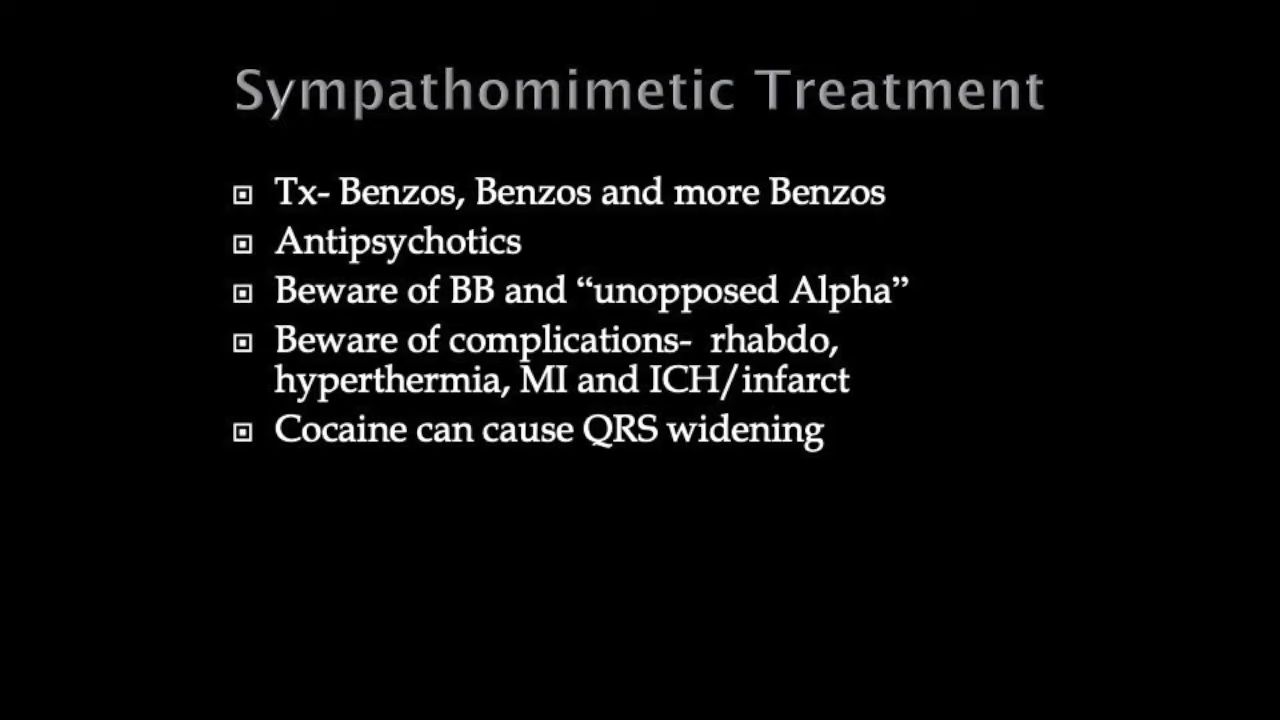 Sympathomimetic Treatment
Tx- Benzos, Benzos and more Benzos
Antipsychotics
Beware of BB and “unopposed Alpha”
Beware of complications-  rhabdo,
hyperthermia, MI and ICH/infarct
Cocaine can cause QRS widening